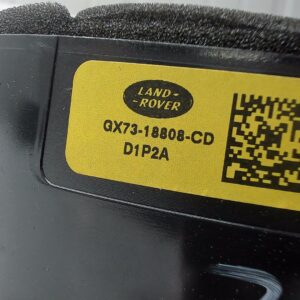 LAND-
-ROVER
GX73-18808-CD
D1P2A